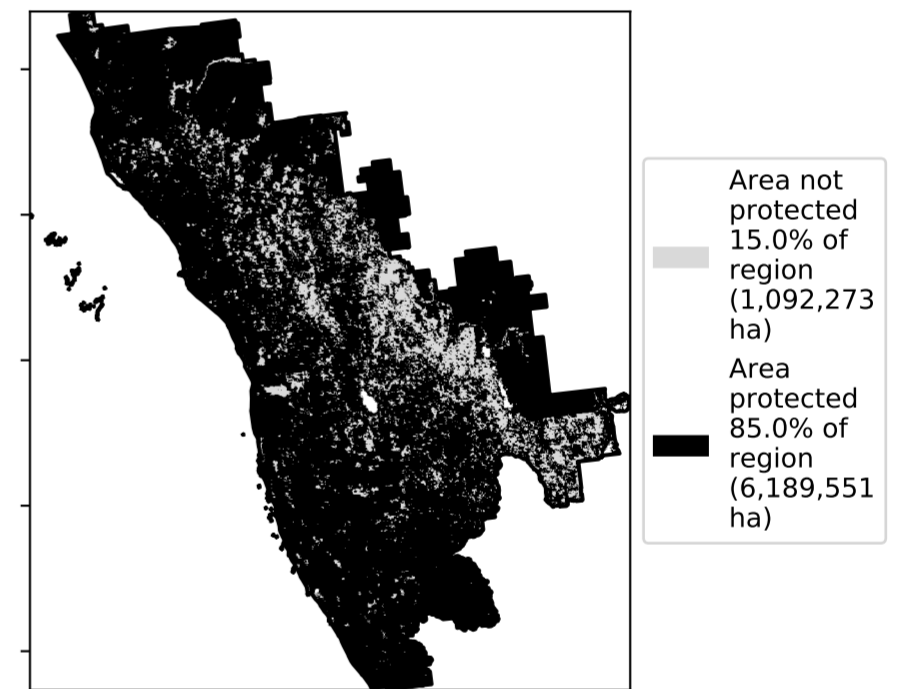 Area not
protected
15.0% of
region
(1,092,273
ha)
Area
protected
85.0% of
region
(6,189,551
ha)